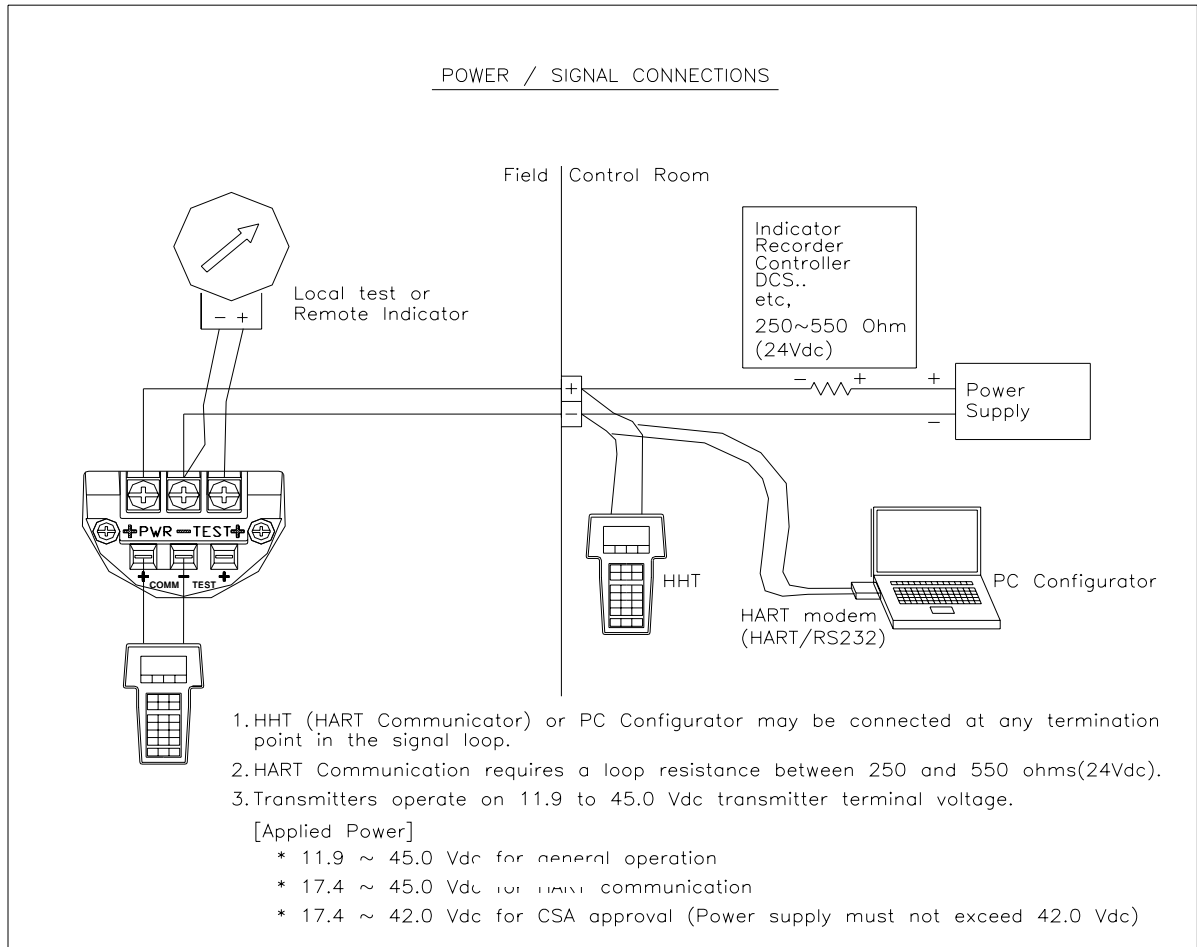 POWER / SIGNAL CONNECTIONS
Field
Control Room
Indicator
Recorder
Controller
DCS..
etc,
250~550 Ohm
(24Vdc)
Local test or
Remote Indicator
- +
- +
+
-
+
-
Power
Supply
+PWR -TEST+
+ - +
COMM TEST
HHT
PC Configurator
HART modem
(HART/RS232)
1. HHT (HART Communicator) or PC Configurator may be connected at any termination
point in the signal loop.
2. HART Communication requires a loop resistance between 250 and 550 ohms(24Vdc).
3. Transmitters operate on 11.9 to 45.0 Vdc transmitter terminal voltage.
[Applied Power]
* 11.9 ~ 45.0 Vdc for general operation
* 17.4 ~ 45.0 Vdc for HART communication
* 17.4 ~ 42.0 Vdc for CSA approval (Power supply must not exceed 42.0 Vdc)